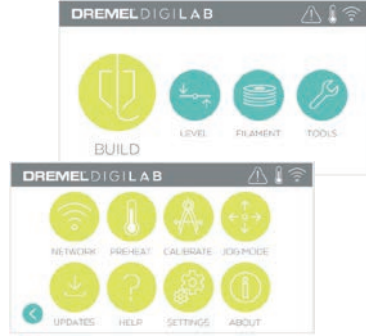 DREMEL DIGILAB
LEVEL FILAMENT TOOLS
BUILD
DREMEL DIGILAB
NETWORK PREHEAT CALIBRATE JOG MODE
UPDATES HELP SETTINGS ABOUT